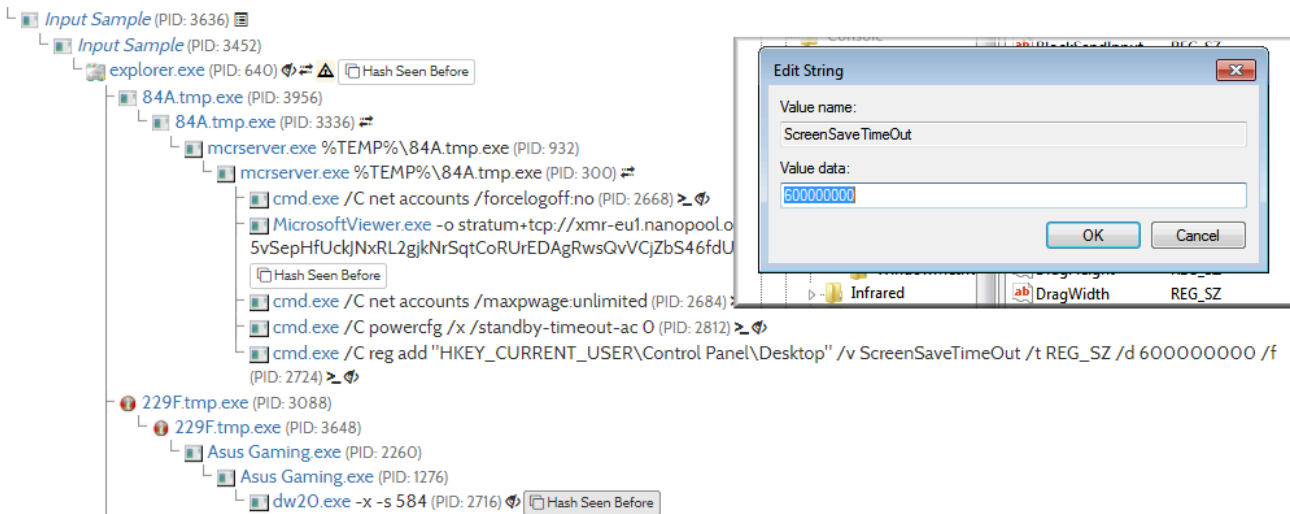 Input Sample (PID: 3636)
Input Sample (PID: 3452)
explorer.exe (PID: 640) Hash Seen Before
84A.tmp.exe (PID: 3956)
84A.tmp.exe (PID: 3336)
mcrserver.exe %TEMP%\84A.tmp.exe (PID: 932)
mcrserver.exe %TEMP%\84A.tmp.exe (PID: 300)
cmd.exe /C net accounts /forcelogoff:no (PID: 2668)
MicrosoftViewer.exe -o stratum+tcp://xmr-eu1.nanopool.o
5vSepHfUckJNxRL2gjkNrSqtCoRUrEDAgRwsQvVCjZbS46fdU
Hash Seen Before
cmd.exe /C net accounts /maxpwage:unlimited (PID: 2684)
cmd.exe /C powercfg /x /standby-timeout-ac 0 (PID: 2812)
cmd.exe /C reg add "HKEY_CURRENT_USER\Control Panel\Desktop" /v ScreenSaveTimeOut /t REG_SZ /d 600000000 /f
(PID: 2724)
229F.tmp.exe (PID: 3088)
229F.tmp.exe (PID: 3648)
Asus Gaming.exe (PID: 2260)
Asus Gaming.exe (PID: 1276)
dw20.exe -x -s 584 (PID: 2716) Hash Seen Before
Console
BlockSendInput REG_SZ
Edit String
Value name:
ScreenSaveTimeOut
Value data:
600000000
OK Cancel
Infrared DragWidth REG_SZ